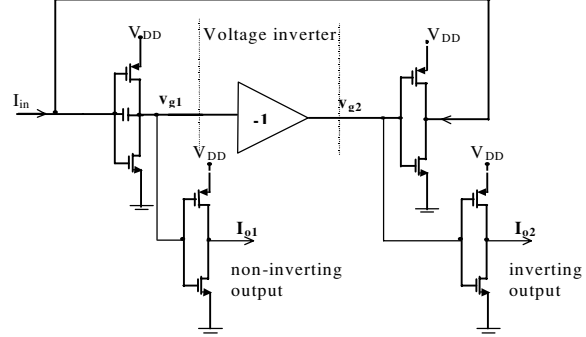 V_DD
Voltage inverter
V_DD
I_in
v_g1
-1
v_g2
V_DD
V_DD
I_o1
I_o2
non-inverting
output
inverting
output